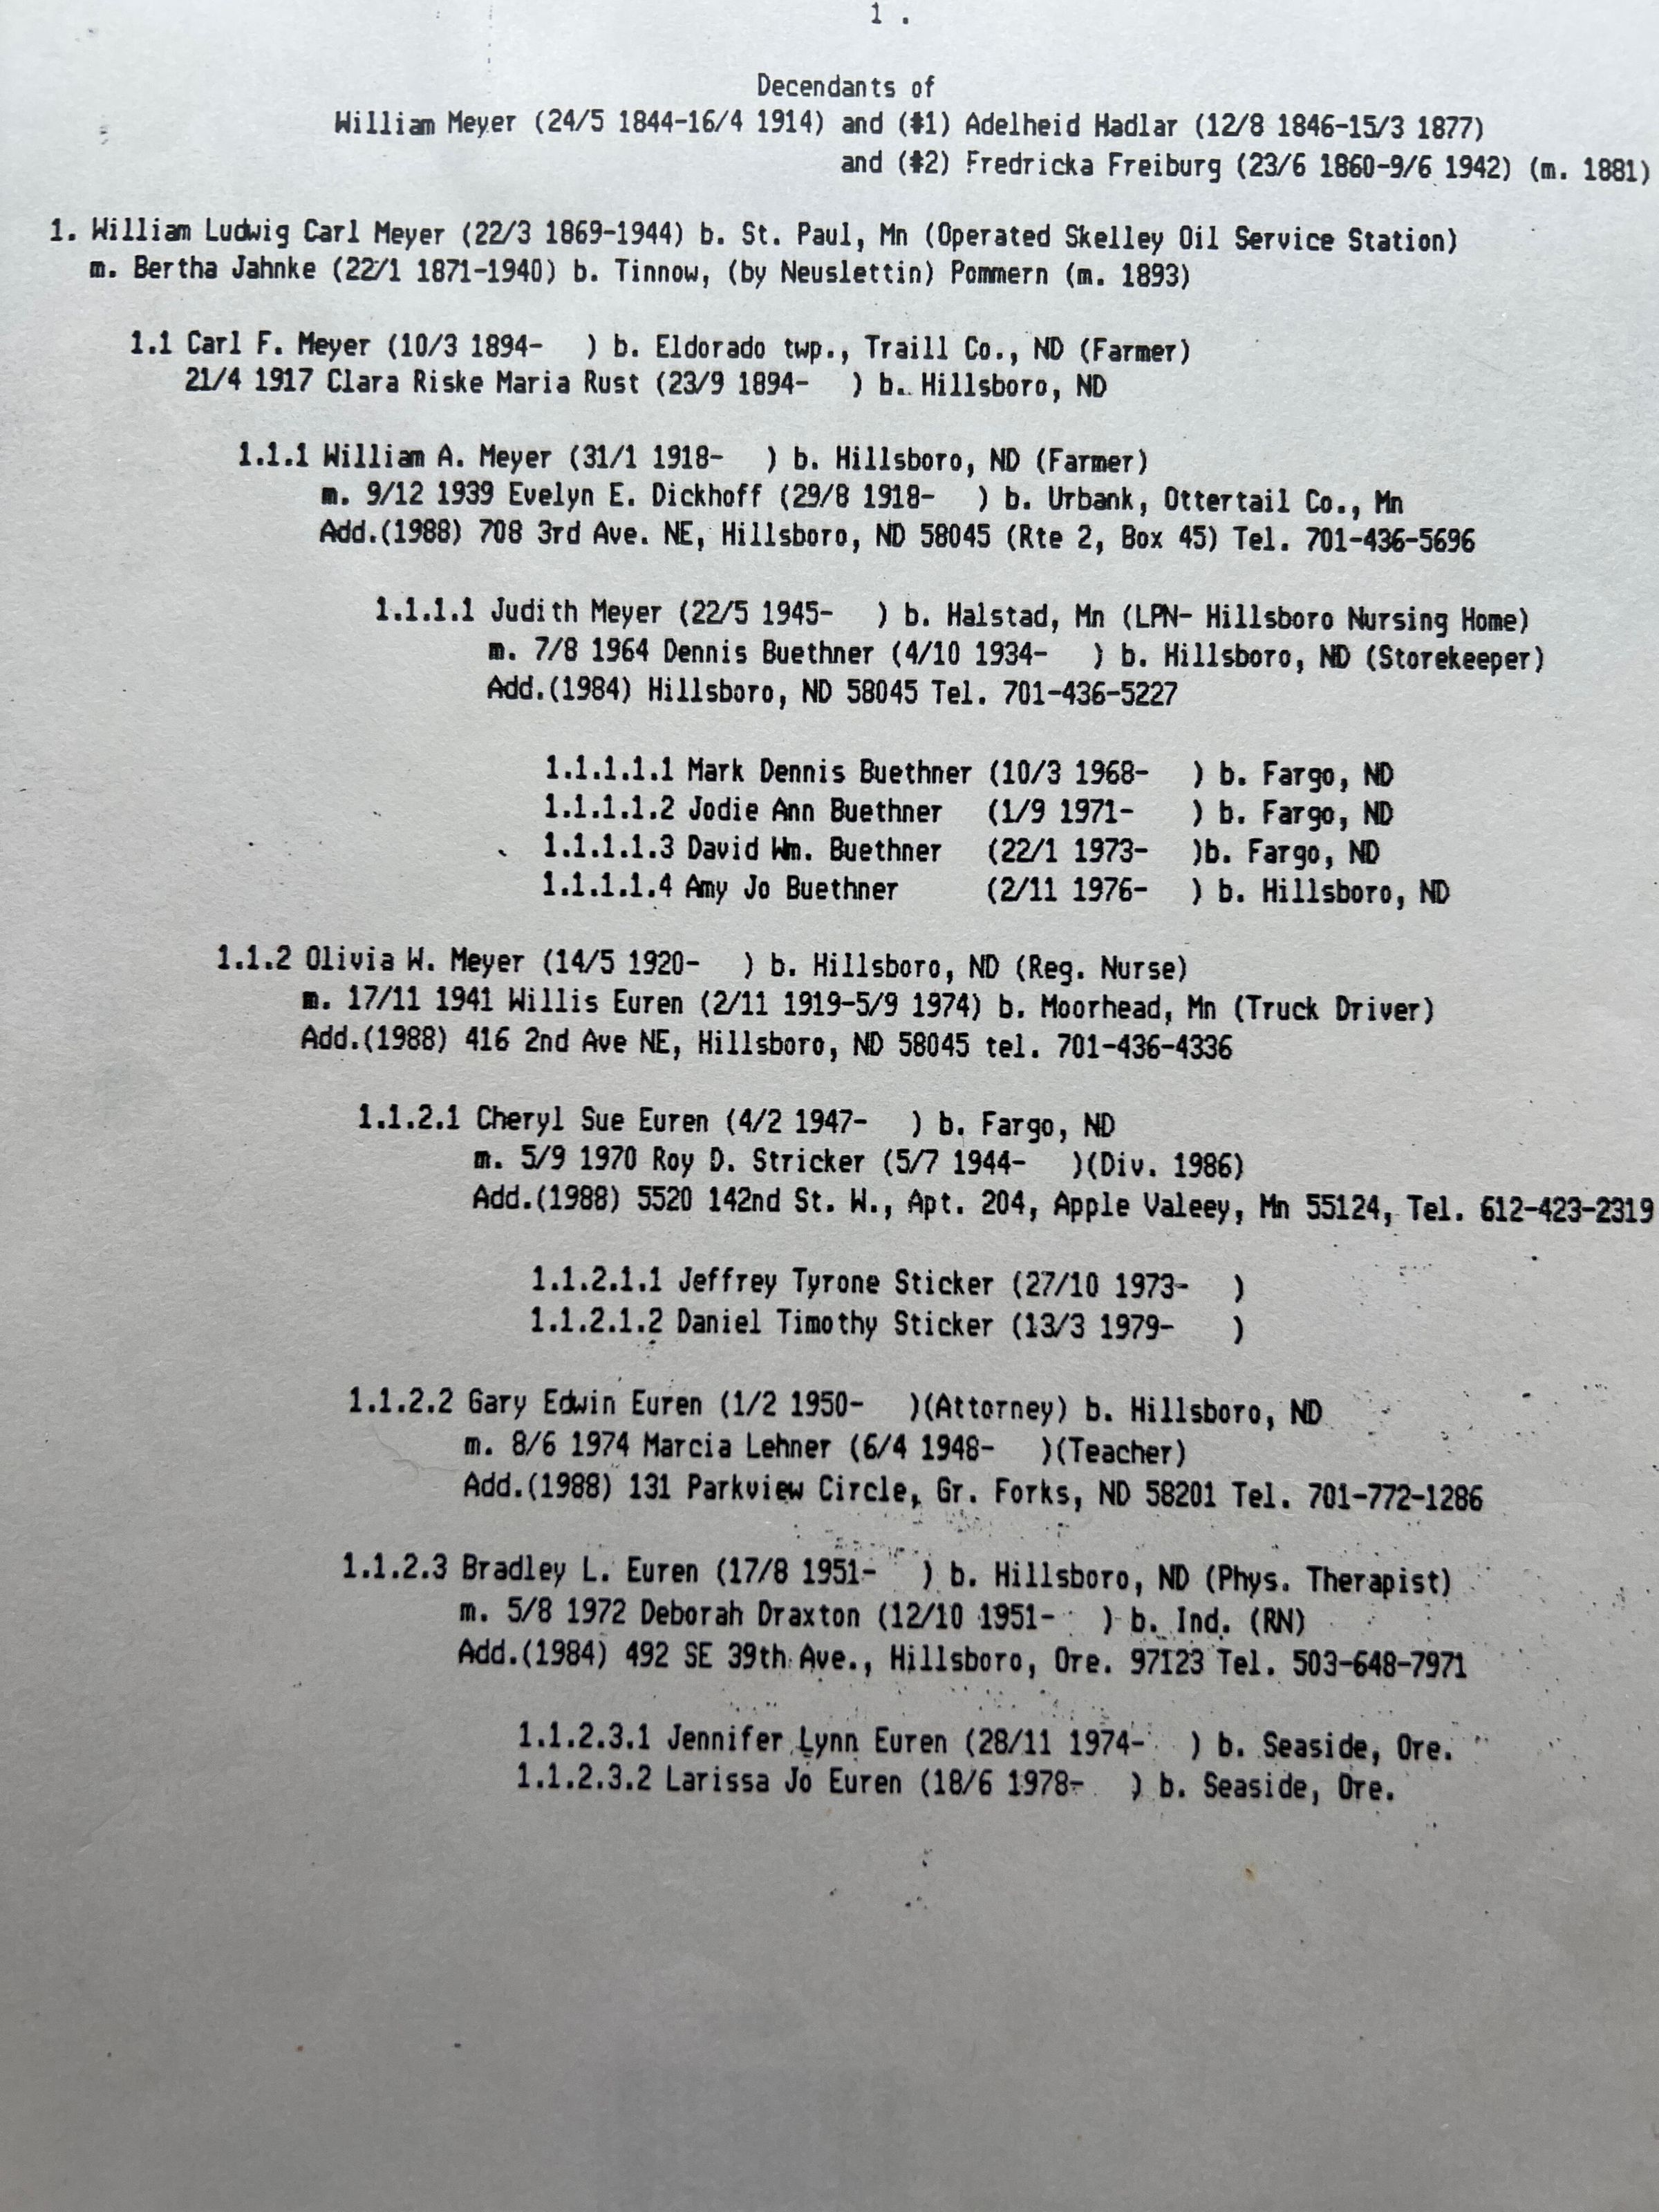 1 .
Decendants of
William Meyer (24/5 1844-16/4 1914) and (#1) Adelheid Hadlar (12/8 1846-15/3 1877)
and (#2) Fredricka Freiburg (23/6 1860-9/6 1942) (m. 1881)
1. William Ludwig Carl Meyer (22/3 1869-1944) b. St. Paul, Mn (Operated Skelley Oil Service Station)
m. Bertha Jahnke (22/1 1871-1940) b. Tinnow, (by Neuslettin) Pommern (m. 1893)
1.1 Carl F. Meyer (10/3 1894-   ) b. Eldorado twp., Traill Co., ND (Farmer)
21/4 1917 Clara Riske Maria Rust (23/9 1894-   ) b. Hillsboro, ND
1.1.1 William A. Meyer (31/1 1918-   ) b. Hillsboro, ND (Farmer)
m. 9/12 1939 Evelyn E. Dickhoff (29/8 1918-   ) b. Urbank, Ottertail Co., Mn
Add.(1988) 708 3rd Ave. NE, Hillsboro, ND 58045 (Rte 2, Box 45) Tel. 701-436-5696
1.1.1.1 Judith Meyer (22/5 1945-   ) b. Halstad, Mn (LPN- Hillsboro Nursing Home)
m. 7/8 1964 Dennis Buethner (4/10 1934-   ) b. Hillsboro, ND (Storekeeper)
Add.(1984) Hillsboro, ND 58045 Tel. 701-436-5227
1.1.1.1.1 Mark Dennis Buethner (10/3 1968-   ) b. Fargo, ND
1.1.1.1.2 Jodie Ann Buethner   (1/9 1971-    ) b. Fargo, ND
1.1.1.1.3 David Wm. Buethner   (22/1 1973-   )b. Fargo, ND
1.1.1.1.4 Amy Jo Buethner      (2/11 1976-   ) b. Hillsboro, ND
1.1.2 Olivia W. Meyer (14/5 1920-   ) b. Hillsboro, ND (Reg. Nurse)
m. 17/11 1941 Willis Euren (2/11 1919-5/9 1974) b. Moorhead, Mn (Truck Driver)
Add.(1988) 416 2nd Ave NE, Hillsboro, ND 58045 tel. 701-436-4336
1.1.2.1 Cheryl Sue Euren (4/2 1947-   ) b. Fargo, ND
m. 5/9 1970 Roy D. Stricker (5/7 1944-   )(Div. 1986)
Add.(1988) 5520 142nd St. W., Apt. 204, Apple Valeey, Mn 55124, Tel. 612-423-2319
1.1.2.1.1 Jeffrey Tyrone Sticker (27/10 1973-   )
1.1.2.1.2 Daniel Timothy Sticker (13/3 1979-    )
1.1.2.2 Gary Edwin Euren (1/2 1950-   )(Attorney) b. Hillsboro, ND
m. 8/6 1974 Marcia Lehner (6/4 1948-   )(Teacher)
Add.(1988) 131 Parkview Circle, Gr. Forks, ND 58201 Tel. 701-772-1286
1.1.2.3 Bradley L. Euren (17/8 1951-   ) b. Hillsboro, ND (Phys. Therapist)
m. 5/8 1972 Deborah Draxton (12/10 1951-   ) b. Ind. (RN)
Add.(1984) 492 SE 39th Ave., Hillsboro, Ore. 97123 Tel. 503-648-7971
1.1.2.3.1 Jennifer Lynn Euren (28/11 1974-   ) b. Seaside, Ore.
1.1.2.3.2 Larissa Jo Euren (18/6 1978-   ) b. Seaside, Ore.